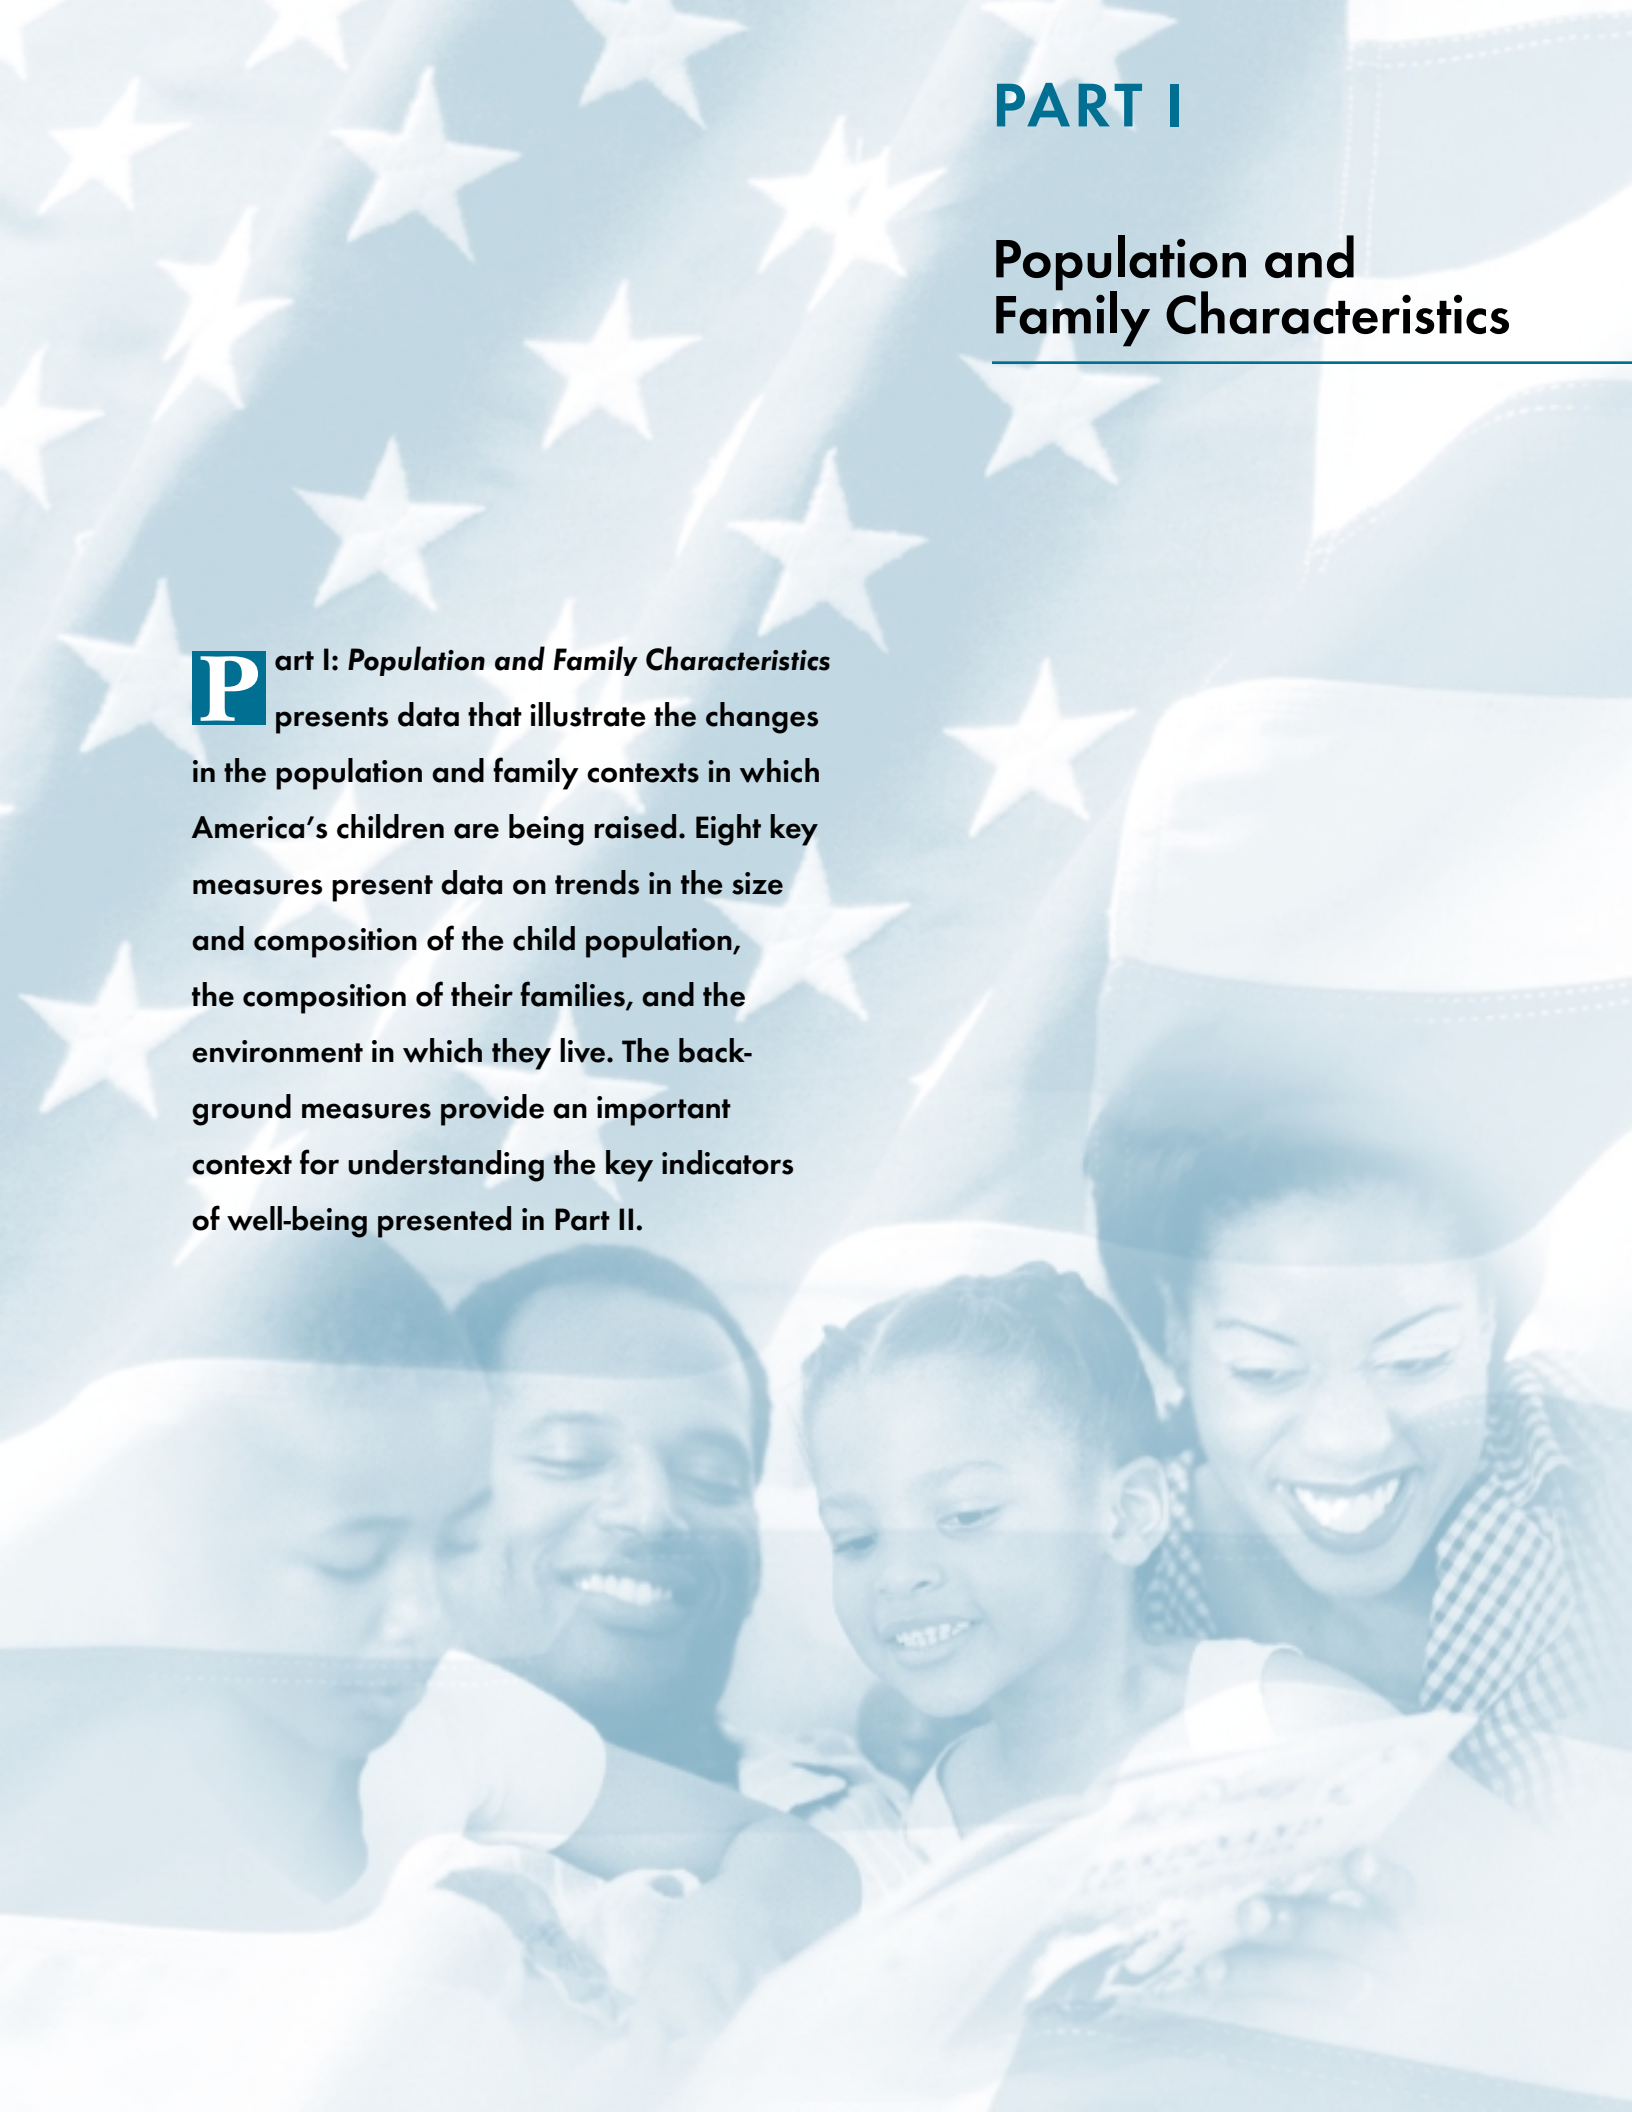 PART I
Population and
Family Characteristics
Part I: Population and Family Characteristics
presents data that illustrate the changes
in the population and family contexts in which
America’s children are being raised. Eight key
measures present data on trends in the size
and composition of the child population,
the composition of their families, and the
environment in which they live. The back-
ground measures provide an important
context for understanding the key indicators
of well-being presented in Part II.